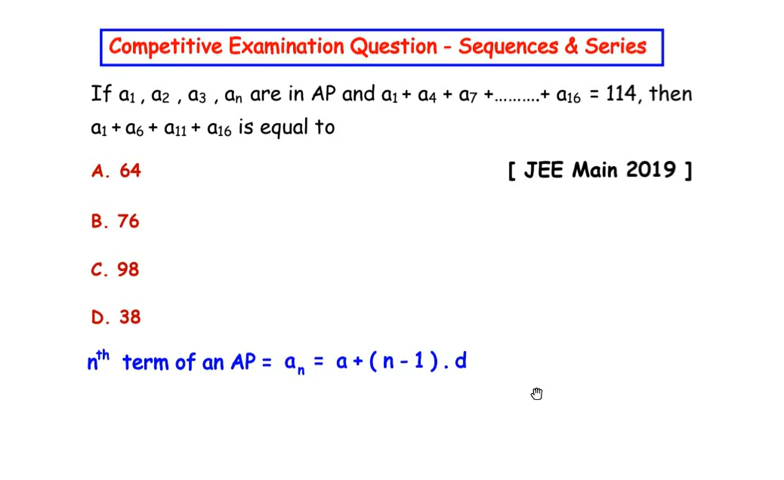 Competitive Examination Question - Sequences & Series
If a₁ , a₂ , a₃ , aₙ are in AP and a₁ + a₄ + a₇ +..........+ a₁₆ = 114, then
a₁ + a₆ + a₁₁ + a₁₆ is equal to
A. 64
[ JEE Main 2019 ]
B. 76
C. 98
D. 38
nᵗʰ term of an AP = aₙ = a + ( n - 1 ) . d